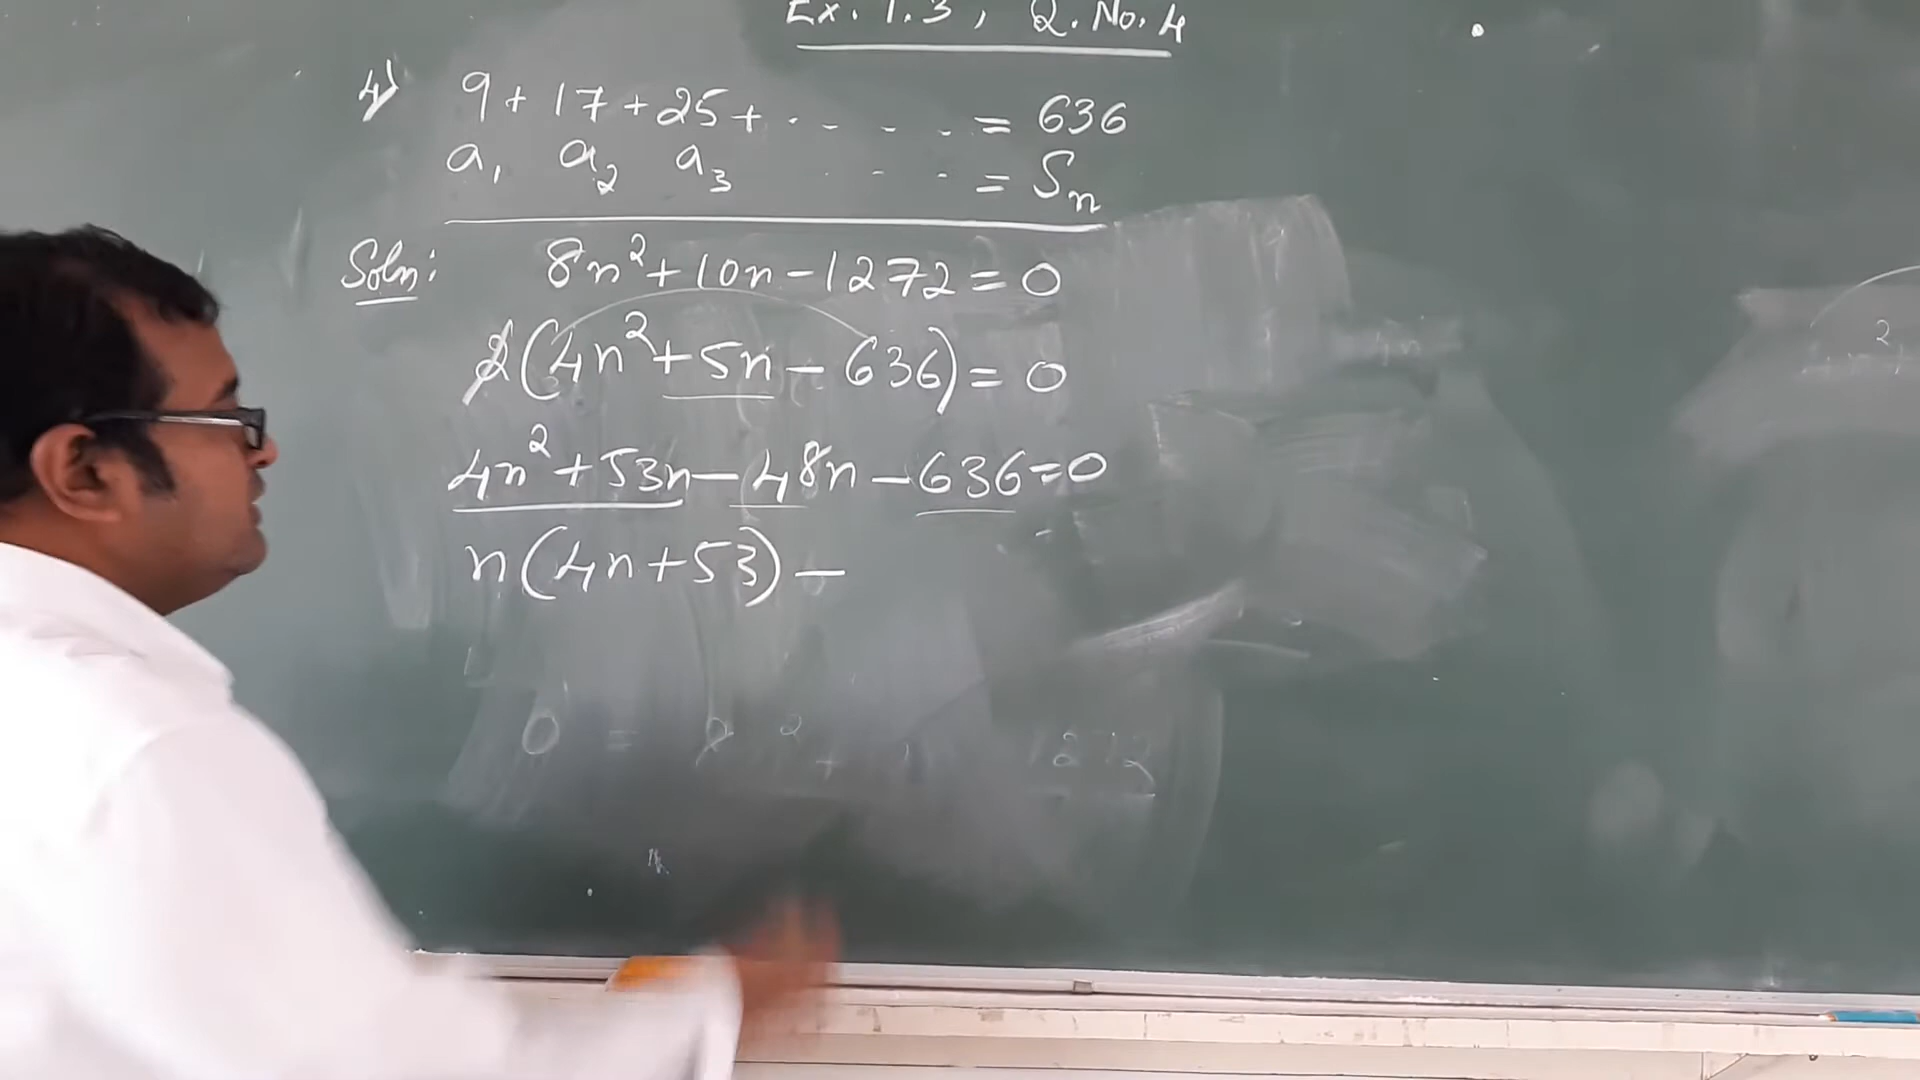 Ex. 1.3, Q. No. 4
4) 9 + 17 + 25 + . - - . = 636
a₁ a₂ a₃ . - - . = Sₙ
Soln: 8n² + 10n - 1272 = 0
2(4n² + 5n - 636) = 0
4n² + 53n - 48n - 636 = 0
n(4n + 53) -